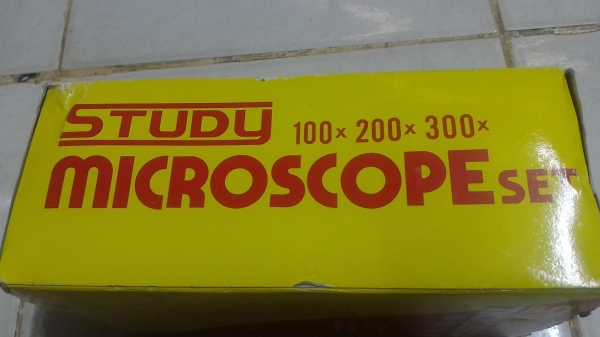 STUDY 100× 200× 300×
MICROSCOPE SET